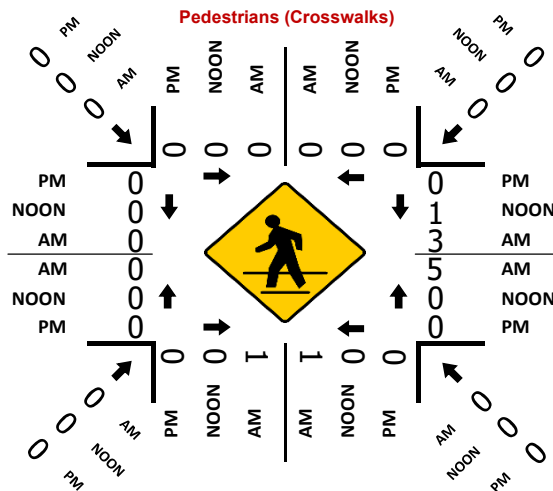 Pedestrians (Crosswalks)
0 PM
0 NOON
0 AM
PM NOON AM AM NOON PM
PM 0
NOON 0
AM 0
0 0 0 0 0 0
PM 0 0 PM
NOON 0 1 NOON
AM 0 3 AM
AM 0 5 AM
NOON 0 0 NOON
PM 0 0 PM
0 0 1 1 0 0
PM NOON AM AM NOON PM
0 AM
0 NOON
0 PM
AM 0
NOON 0
PM 0